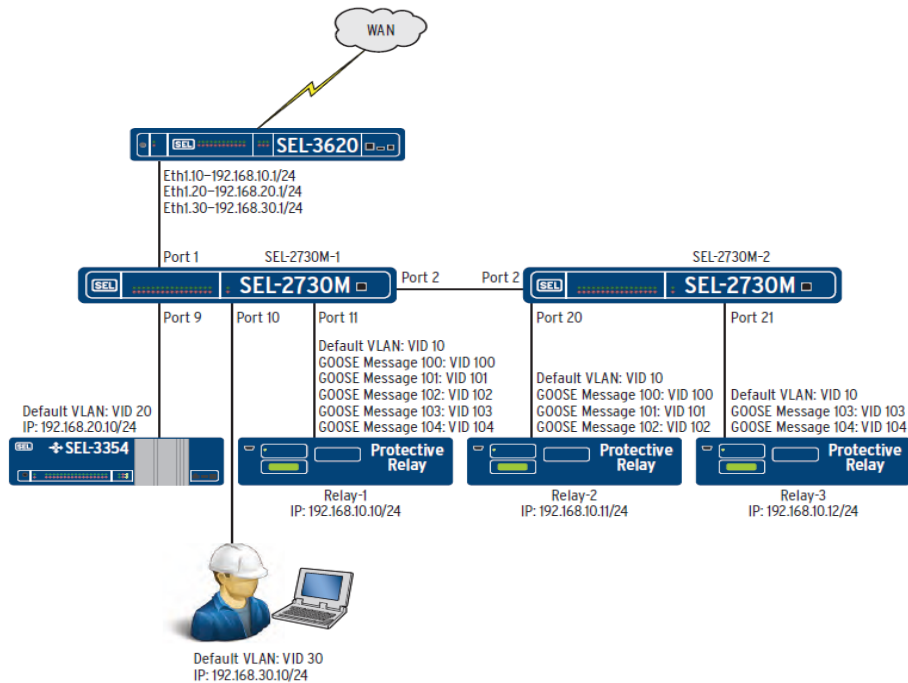 WAN
SEL SEL-3620
Eth1.10–192.168.10.1/24
Eth1.20–192.168.20.1/24
Eth1.30–192.168.30.1/24
Port 1
SEL-2730M-1
SEL-2730M-2
SEL SEL-2730M
Port 2
Port 2
SEL SEL-2730M
Port 9
Port 10
Port 11
Port 20
Port 21
Default VLAN: VID 10
GOOSE Message 100: VID 100
GOOSE Message 101: VID 101
GOOSE Message 102: VID 102
GOOSE Message 103: VID 103
GOOSE Message 104: VID 104
Default VLAN: VID 10
GOOSE Message 100: VID 100
GOOSE Message 101: VID 101
GOOSE Message 102: VID 102
Default VLAN: VID 10
GOOSE Message 103: VID 103
GOOSE Message 104: VID 104
Default VLAN: VID 20
IP: 192.168.20.10/24
SEL SEL-3354
Protective
Relay
Relay-1
IP: 192.168.10.10/24
Protective
Relay
Relay-2
IP: 192.168.10.11/24
Protective
Relay
Relay-3
IP: 192.168.10.12/24
Default VLAN: VID 30
IP: 192.168.30.10/24